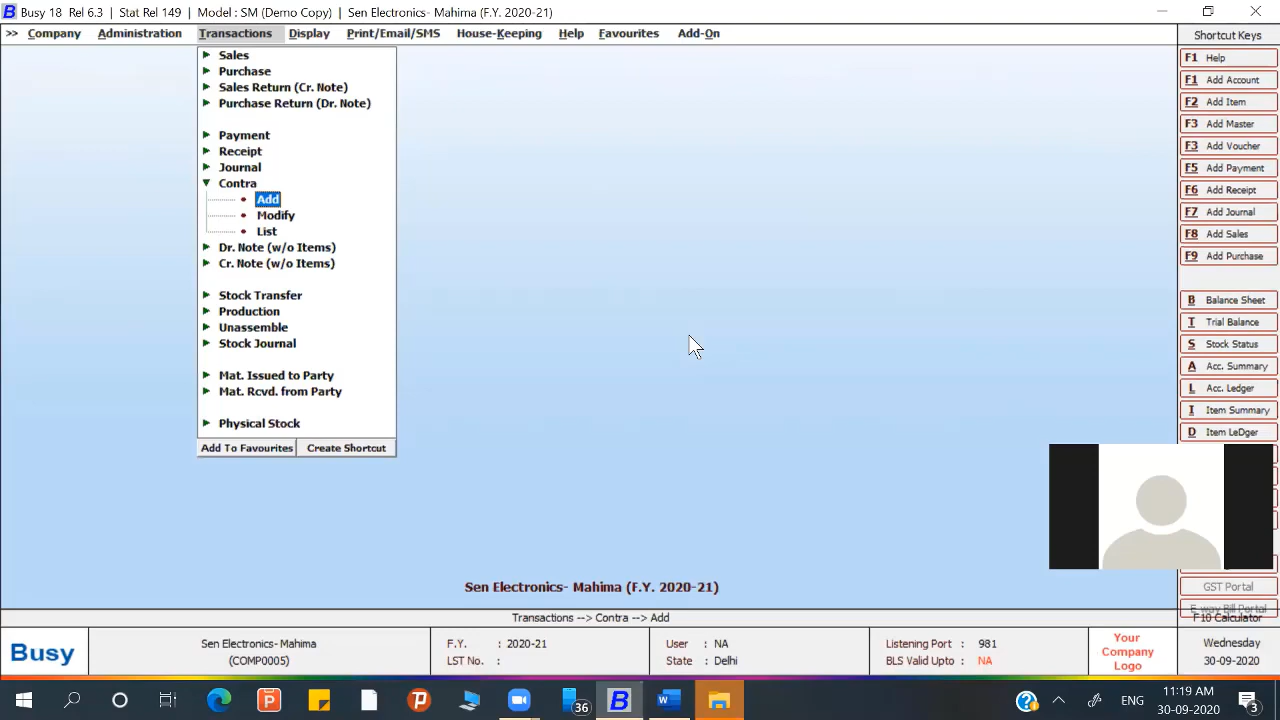 Busy 18 Rel 6.3 | Stat Rel 149 | Model : SM (Demo Copy) | Sen Electronics- Mahima (F.Y. 2020-21)
>> Company Administration Transactions Display Print/Email/SMS House-Keeping Help Favourites Add-On
Sales
Purchase
Sales Return (Cr. Note)
Purchase Return (Dr. Note)
Payment
Receipt
Journal
Contra
Add
Modify
List
Dr. Note (w/o Items)
Cr. Note (w/o Items)
Stock Transfer
Production
Unassemble
Stock Journal
Mat. Issued to Party
Mat. Rcvd. from Party
Physical Stock
Add To Favourites Create Shortcut
Shortcut Keys
F1 Help
F1 Add Account
F2 Add Item
F3 Add Master
F3 Add Voucher
F5 Add Payment
F6 Add Receipt
F7 Add Journal
F8 Add Sales
F9 Add Purchase
B Balance Sheet
T Trial Balance
S Stock Status
A Acc. Summary
L Acc. Ledger
I Item Summary
D Item LeDger
GST Portal
E-way Bill Portal
F10 Calculator
Sen Electronics- Mahima (F.Y. 2020-21)
Transactions --> Contra --> Add
Busy
Sen Electronics- Mahima
(COMP0005)
F.Y. : 2020-21
LST No. :
User : NA
State : Delhi
Listening Port : 981
BLS Valid Upto : NA
Your
Company
Logo
Wednesday
30-09-2020
36
ENG
11:19 AM
30-09-2020
3